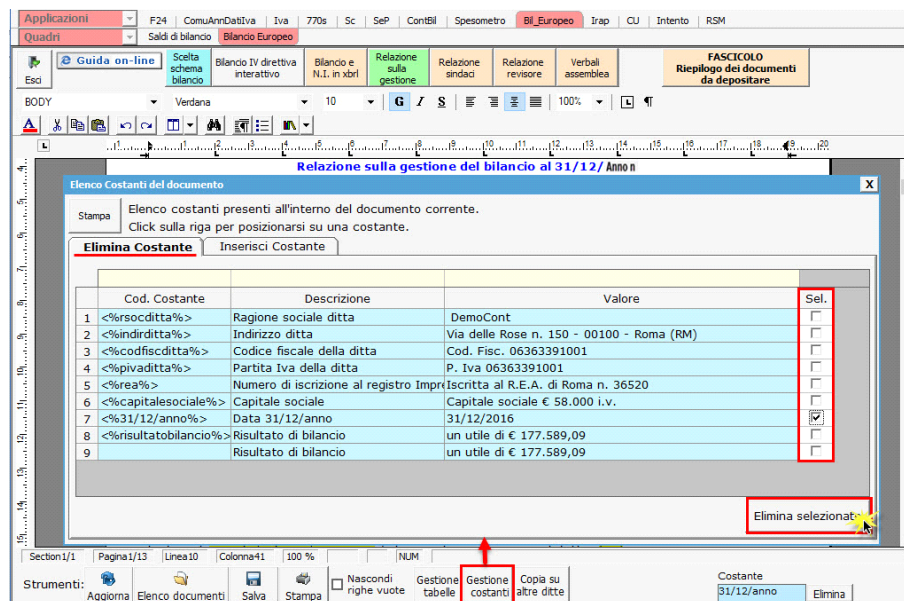 Applicazioni F24 ComuAnnDatiIva Iva 770s Sc SeP ContBil Spesometro Bil_Europeo Irap CU Intento RSM
Quadri Saldi di bilancio Bilancio Europeo
Esci
Guida on-line
Scelta schema bilancio
Bilancio IV direttiva interattivo
Bilancio e N.I. in xbrl
Relazione sulla gestione
Relazione sindaci
Relazione revisore
Verbali assemblea
FASCICOLO
Riepilogo dei documenti
da depositare
BODY Verdana 10 G I S 100% L ¶
Relazione sulla gestione del bilancio al 31/12/ Anno n
Elenco Costanti del documento X
Stampa
Elenco costanti presenti all'interno del documento corrente.
Click sulla riga per posizionarsi su una costante.
Elimina Costante Inserisci Costante
Cod. Costante Descrizione Valore Sel.
1 <%rsocditta%> Ragione sociale ditta DemoCont
2 <%indirditta%> Indirizzo ditta Via delle Rose n. 150 - 00100 - Roma (RM)
3 <%codfiscditta%> Codice fiscale della ditta Cod. Fisc. 06363391001
4 <%pivaditta%> Partita Iva della ditta P. Iva 06363391001
5 <%rea%> Numero di iscrizione al registro Impre Iscritta al R.E.A. di Roma n. 36520
6 <%capitalesociale%> Capitale sociale Capitale sociale € 58.000 i.v.
7 <%31/12/anno%> Data 31/12/anno 31/12/2016
8 <%risultatobilancio%> Risultato di bilancio un utile di € 177.589,09
9 Risultato di bilancio un utile di € 177.589,09
Elimina selezionate
Section1/1 Pagina1/13 Linea10 Colonna41 100 % NUM
Strumenti: Aggiorna Elenco documenti Salva Stampa
Nascondi righe vuote
Gestione tabelle
Gestione costanti
Copia su altre ditte
Costante
31/12/anno Elimina